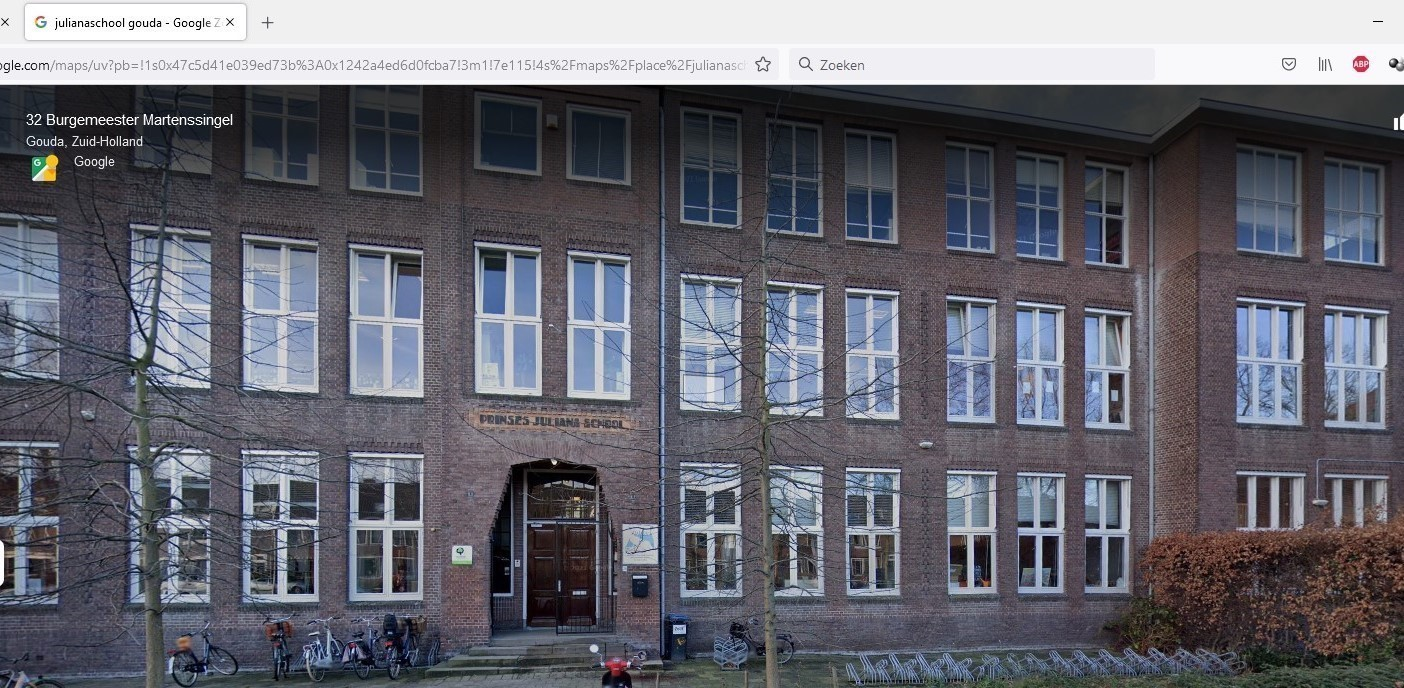 julianaschool gouda - Google Z
ogle.com/maps/uv?pb=!1s0x47c5d41e039ed73b%3A0x1242a4ed6d0fcba7!3m1!7e115!4s%2Fmaps%2Fplace%2Fjulianasc
Zoeken
ABP
32 Burgemeester Martenssingel
Gouda, Zuid-Holland
G
Google
PRINSES JULIANA SCHOOL